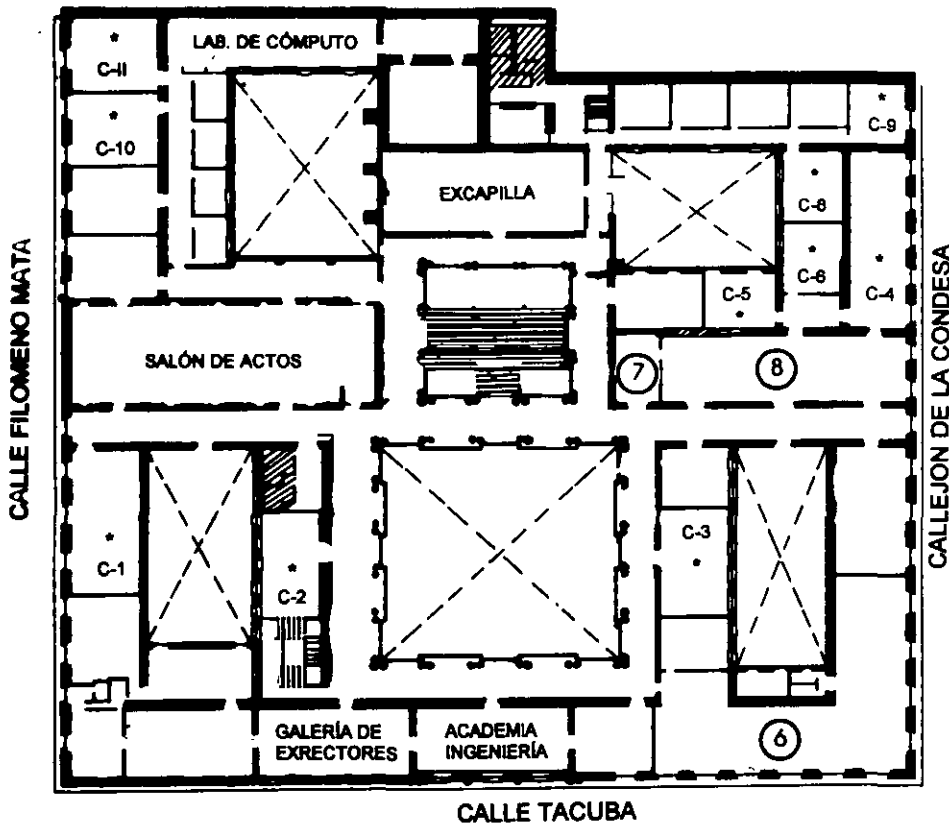 LAB. DE CÓMPUTO
*
C-II
*
C-10
*
C-9
EXCAPILLA
*
C-8
*
C-6
*
C-4
C-5
*
SALÓN DE ACTOS
7
8
CALLE FILOMENO MATA
CALLEJON DE LA CONDESA
*
C-1
*
C-2
C-3
*
GALERÍA DE
EXRECTORES
ACADEMIA
INGENIERÍA
6
CALLE TACUBA